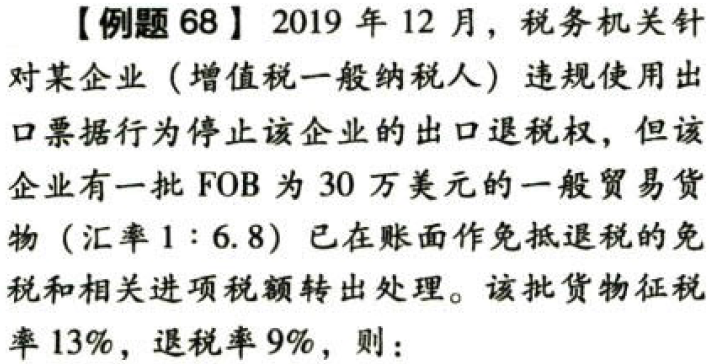 【例题 68】 2019 年 12 月，税务机关针
对某企业（增值税一般纳税人）违规使用出
口票据行为停止该企业的出口退税权，但该
企业有一批 FOB 为 30 万美元的一般贸易货
物（汇率 1：6.8）已在账面作免抵退税的免
税和相关进项税额转出处理。该批货物征税
率 13%，退税率 9%，则：